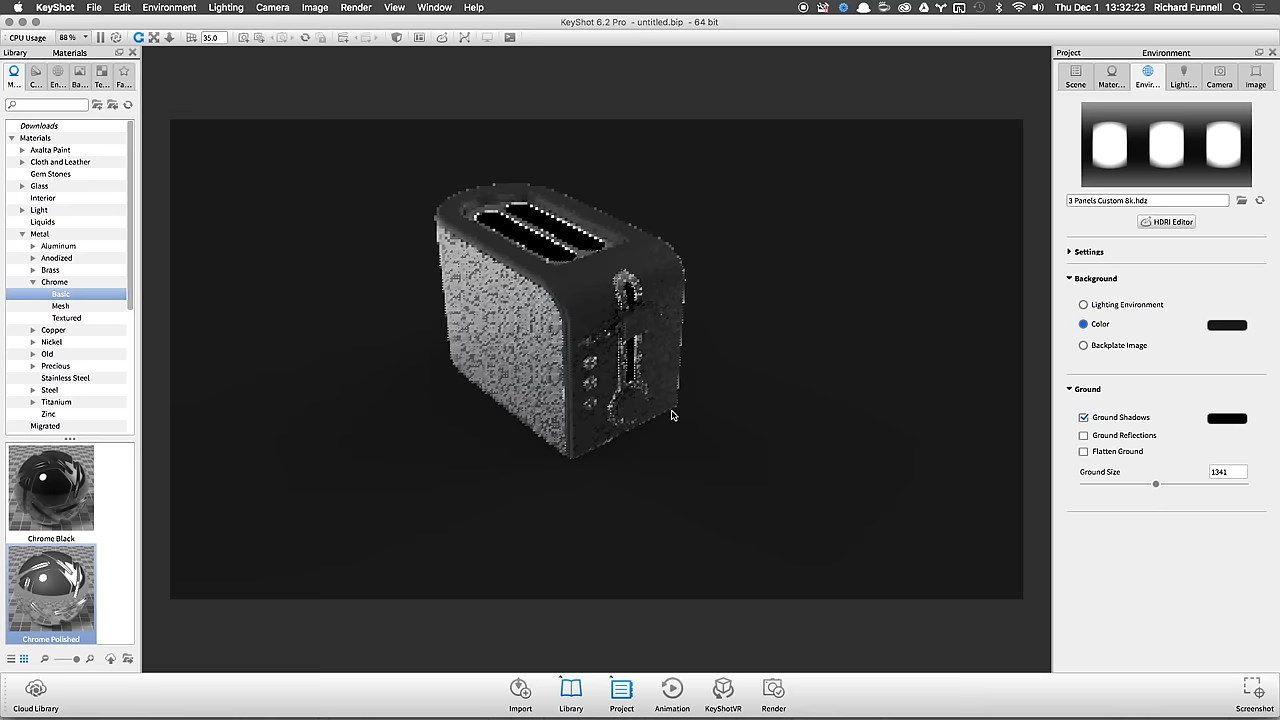 KeyShot File Edit Environment Lighting Camera Image Render View Window Help Thu Dec 1 13:32:23 Richard Funnell
KeyShot 6.2 Pro - untitled.bip - 64 bit
CPU Usage 88 % 35.0
Library Materials
M... C... En... Ba... Te... Fa...
Downloads
Materials
Axalta Paint
Cloth and Leather
Gem Stones
Glass
Interior
Light
Liquids
Metal
Aluminum
Anodized
Brass
Chrome
Basic
Mesh
Textured
Copper
Nickel
Old
Precious
Stainless Steel
Steel
Titanium
Zinc
Migrated
Chrome Black
Chrome Polished
Project Environment
Scene Mater... Envir... Lighti... Camera Image
3 Panels Custom 8k.hdz
HDRI Editor
Settings
Background
Lighting Environment
Color
Backplate Image
Ground
Ground Shadows
Ground Reflections
Flatten Ground
Ground Size 1341
Cloud Library Import Library Project Animation KeyShotVR Render Screenshot